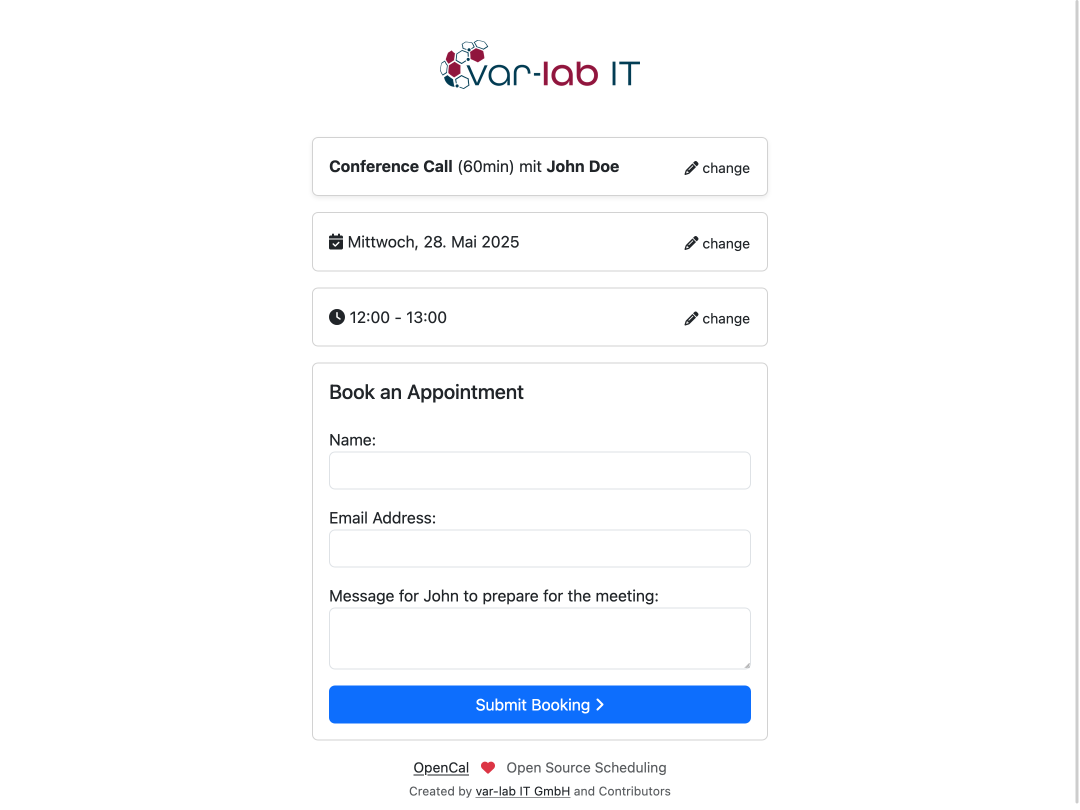 var-lab IT
Conference Call (60min) mit John Doe
change
Mittwoch, 28. Mai 2025
change
12:00 - 13:00
change
Book an Appointment
Name:
Email Address:
Message for John to prepare for the meeting:
Submit Booking
OpenCal Open Source Scheduling
Created by var-lab IT GmBH and Contributors